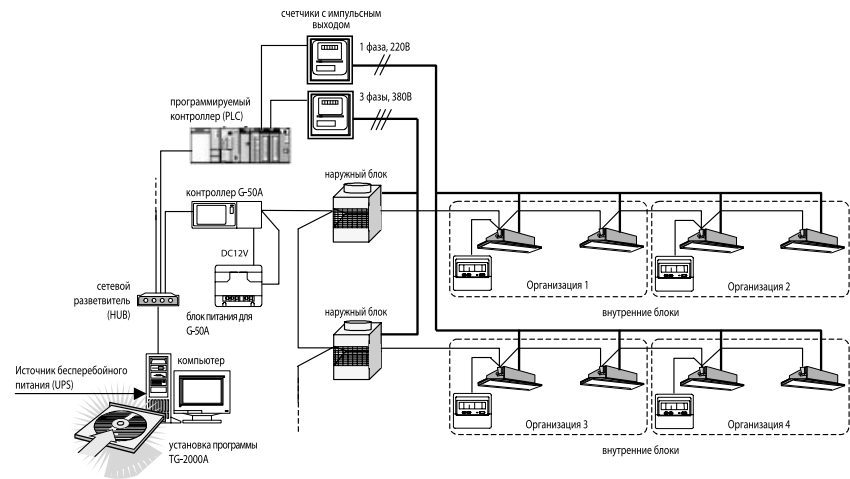 счетчики с импульсным
выходом
1 фаза, 220В
3 фазы, 380В
программируемый
контроллер (PLC)
наружный блок
контроллер G-50A
DC12V
сетевой
разветвитель
(HUB)
блок питания для
G-50A
Организация 1
Организация 2
внутренние блоки
наружный блок
компьютер
Источник бесперебойного
питания (UPS)
установка программы
TG-2000A
Организация 3
Организация 4
внутренние блоки